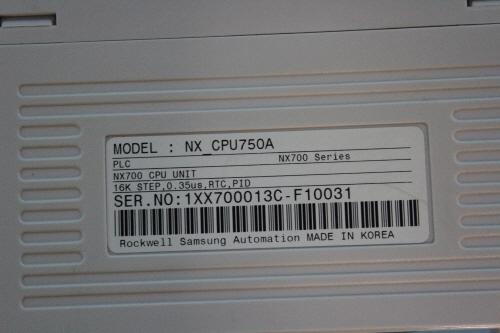 MODEL : NX_CPU750A
PLC NX700 Series
NX700 CPU UNIT
16K STEP,0.35us,RTC,PID
SER.NO:1XX700013C-F10031
Rockwell Samsung Automation MADE IN KOREA